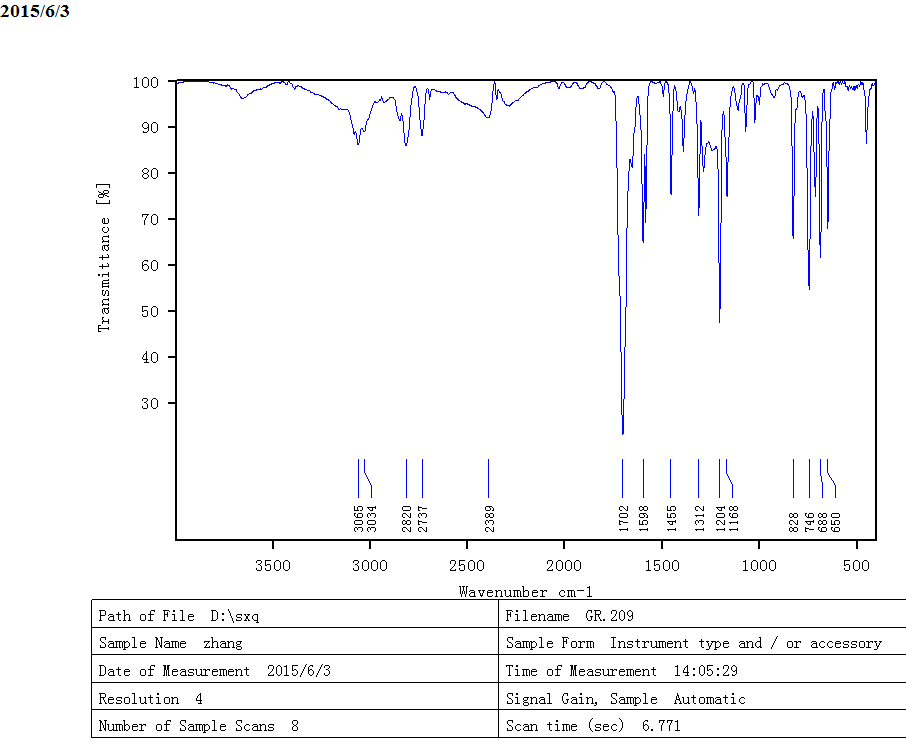 2015/6/3
100
90
80
70
60
50
40
30
Transmittance [%]
3065 3034 2820 2737 2389 1702 1598 1455 1312 1204 1168 828 746 688 650
3500 3000 2500 2000 1500 1000 500
Wavenumber cm-1
Path of File D:\sxq Filename GR.209
Sample Name zhang Sample Form Instrument type and / or accessory
Date of Measurement 2015/6/3 Time of Measurement 14:05:29
Resolution 4 Signal Gain, Sample Automatic
Number of Sample Scans 8 Scan time (sec) 6.771